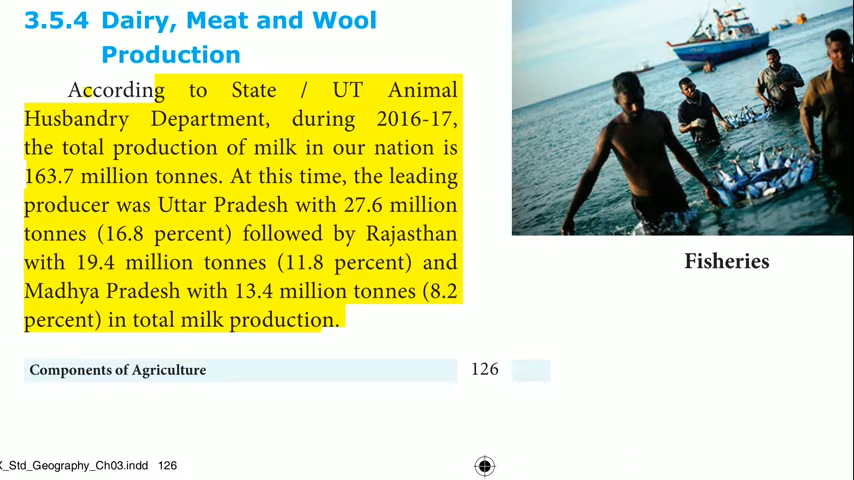 3.5.4 Dairy, Meat and Wool
Production
According to State / UT Animal
Husbandry Department, during 2016-17,
the total production of milk in our nation is
163.7 million tonnes. At this time, the leading
producer was Uttar Pradesh with 27.6 million
tonnes (16.8 percent) followed by Rajasthan
with 19.4 million tonnes (11.8 percent) and
Madhya Pradesh with 13.4 million tonnes (8.2
percent) in total milk production.
Fisheries
Components of Agriculture 126
X_Std_Geography_Ch03.indd 126